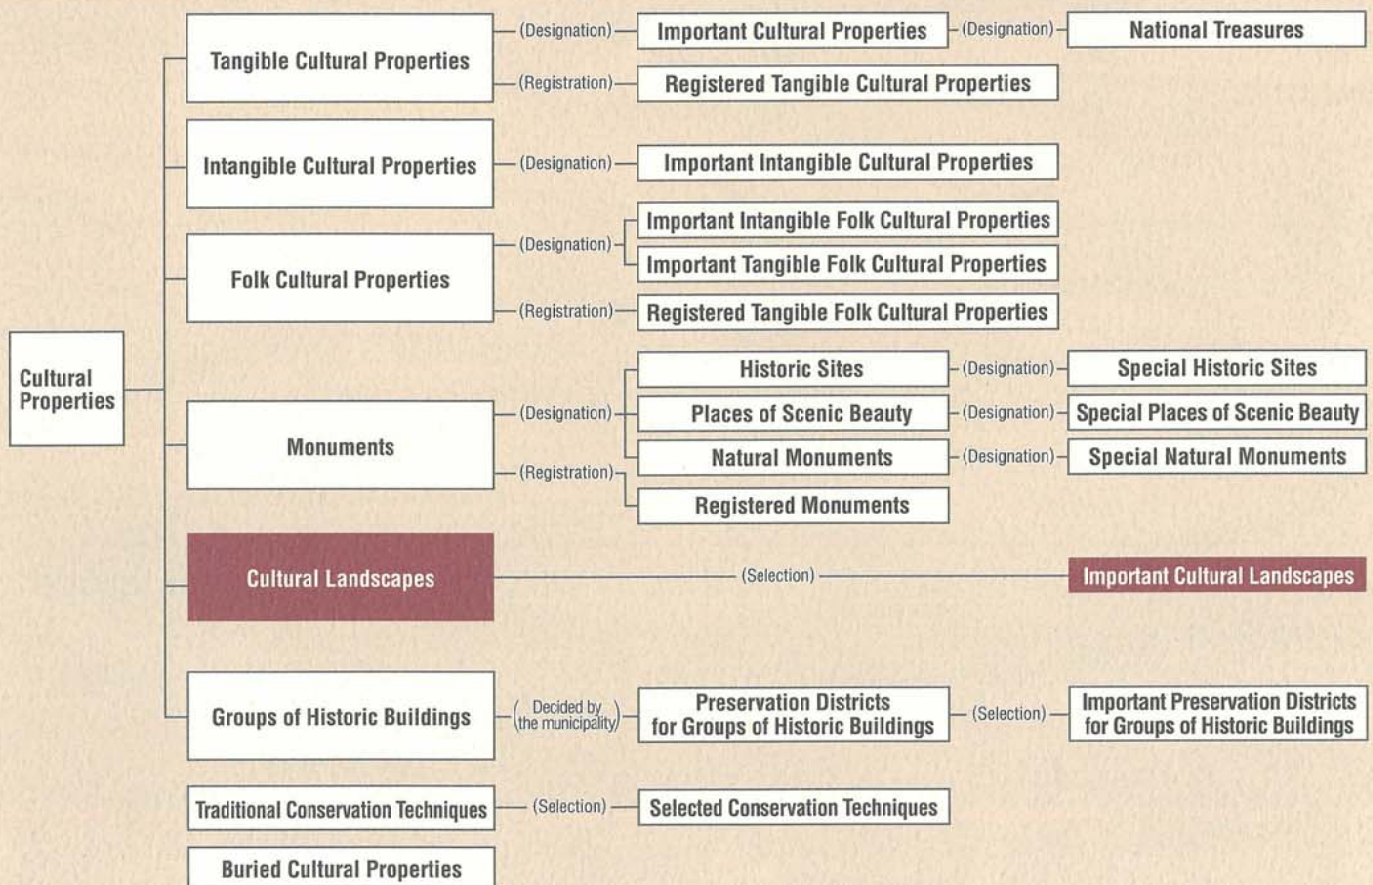 Cultural
Properties
Tangible Cultural Properties
(Designation)
Important Cultural Properties
(Designation)
National Treasures
(Registration)
Registered Tangible Cultural Properties
Intangible Cultural Properties
(Designation)
Important Intangible Cultural Properties
Folk Cultural Properties
(Designation)
Important Intangible Folk Cultural Properties
Important Tangible Folk Cultural Properties
(Registration)
Registered Tangible Folk Cultural Properties
Monuments
(Designation)
Historic Sites
(Designation)
Special Historic Sites
Places of Scenic Beauty
(Designation)
Special Places of Scenic Beauty
Natural Monuments
(Designation)
Special Natural Monuments
(Registration)
Registered Monuments
Cultural Landscapes
(Selection)
Important Cultural Landscapes
Groups of Historic Buildings
(Decided by
the municipality)
Preservation Districts
for Groups of Historic Buildings
(Selection)
Important Preservation Districts
for Groups of Historic Buildings
Traditional Conservation Techniques
(Selection)
Selected Conservation Techniques
Buried Cultural Properties